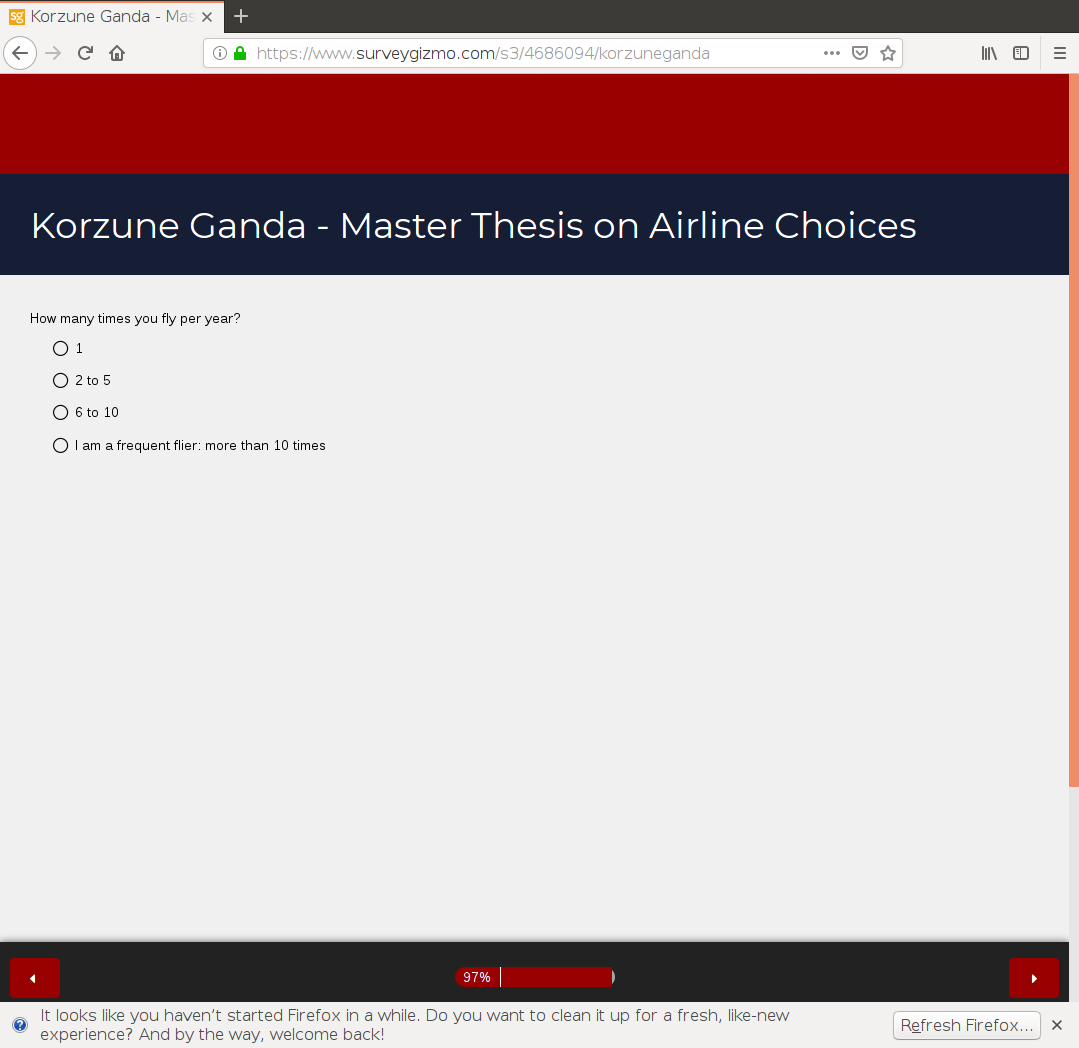 sg Korzune Ganda - Mas
https://www.surveygizmo.com/s3/4686094/korzuneganda
Korzune Ganda - Master Thesis on Airline Choices
How many times you fly per year?
1
2 to 5
6 to 10
I am a frequent flier: more than 10 times
97%
It looks like you haven't started Firefox in a while. Do you want to clean it up for a fresh, like-new
experience? And by the way, welcome back!
Refresh Firefox...